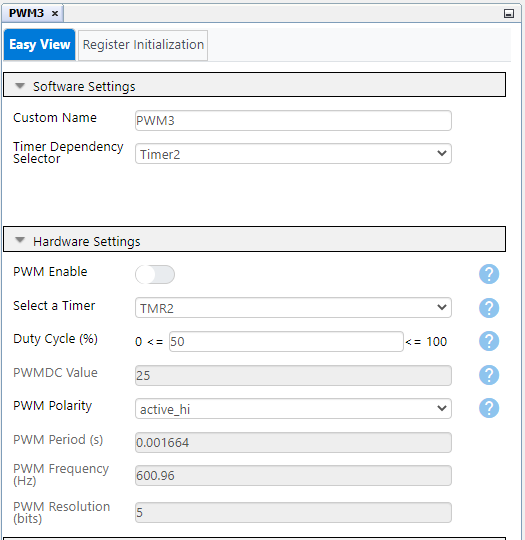 PWM3 ×
Easy View Register Initialization
Software Settings
Custom Name PWM3
Timer Dependency
Selector Timer2
Hardware Settings
PWM Enable ?
Select a Timer TMR2 ?
Duty Cycle (%) 0 <= 50 <= 100 ?
PWMDC Value 25 ?
PWM Polarity active_hi ?
PWM Period (s) 0.001664
PWM Frequency
(Hz) 600.96
PWM Resolution
(bits) 5